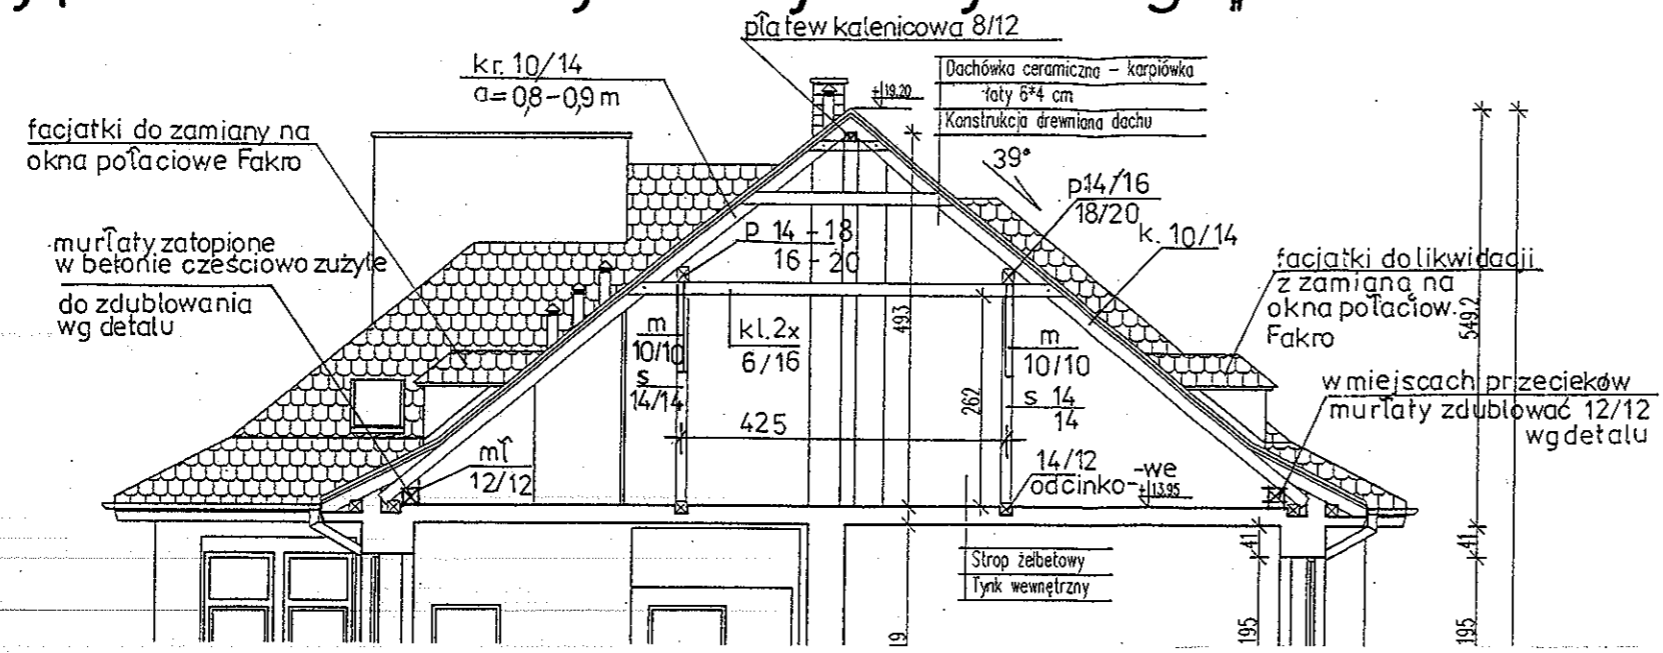 płatew kalenicowa 8/12
kr. 10/14
a=0,8-0,9m
Dachówka ceramiczna - karpiówka
łaty 6*4 cm
Konstrukcja drewniana dachu
+19.20
facjatki do zamiany na
okna połaciowe Fakro
39°
p14/16
18/20
k. 10/14
murłaty zatopione
w betonie cześciowo zużyte
do zdublowania
wg detalu
p 14-18
16-20
facjatki do likwidacji
z zamianą na
okna połaciow.
Fakro
m
10/10
s
14/14
kl.2x
6/16
493
m
10/10
s 14
14
262
425
549,2
w miejscach przecieków
murłaty zdublować 12/12
wg detalu
mł
12/12
14/12
odcinko-we
+13.95
41
41
Strop żelbetowy
Tynk wewnętrzny
19
195
195